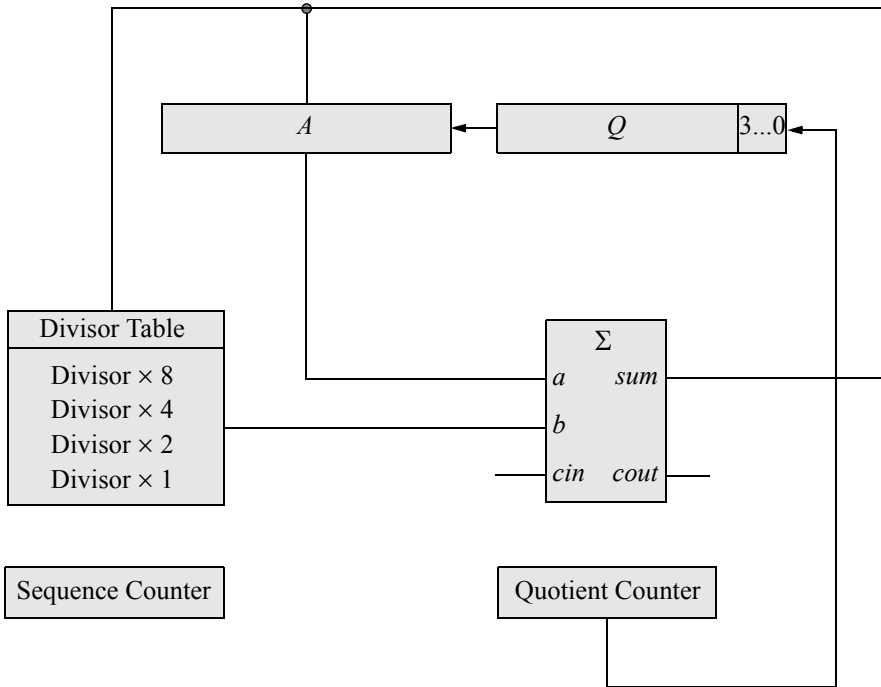 A
Q
3...0
Divisor Table
Divisor × 8
Divisor × 4
Divisor × 2
Divisor × 1
Σ
a sum
b
cin cout
Sequence Counter
Quotient Counter